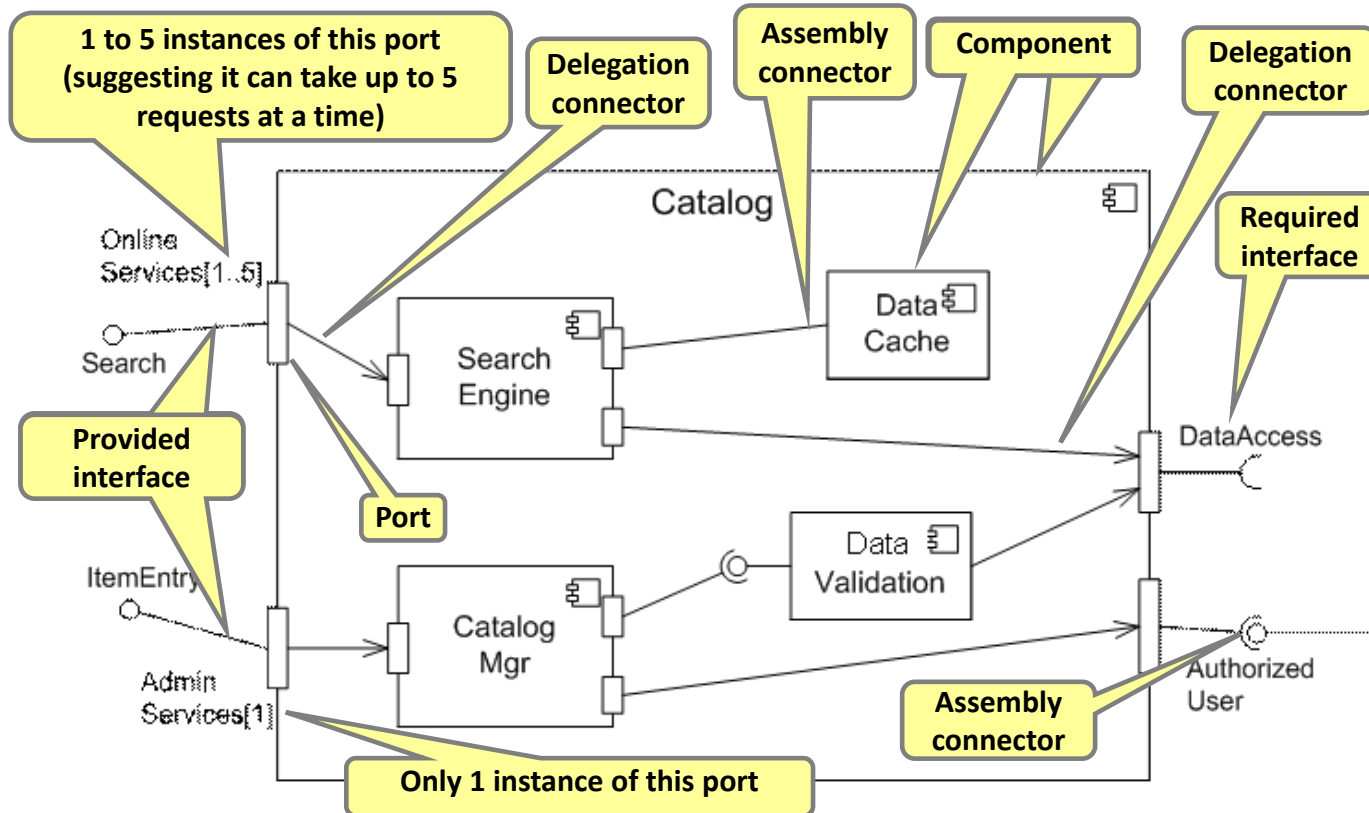 1 to 5 instances of this port
(suggesting it can take up to 5
requests at a time)
Delegation
connector
Assembly
connector
Component
Delegation
connector
Catalog
Online
Services[1..5]
Required
interface
Search
Search
Engine
Data
Cache
Provided
interface
DataAccess
Port
ItemEntry
Data
Validation
Catalog
Mgr
Admin
Services[1]
Assembly
connector
Authorized
User
Only 1 instance of this port